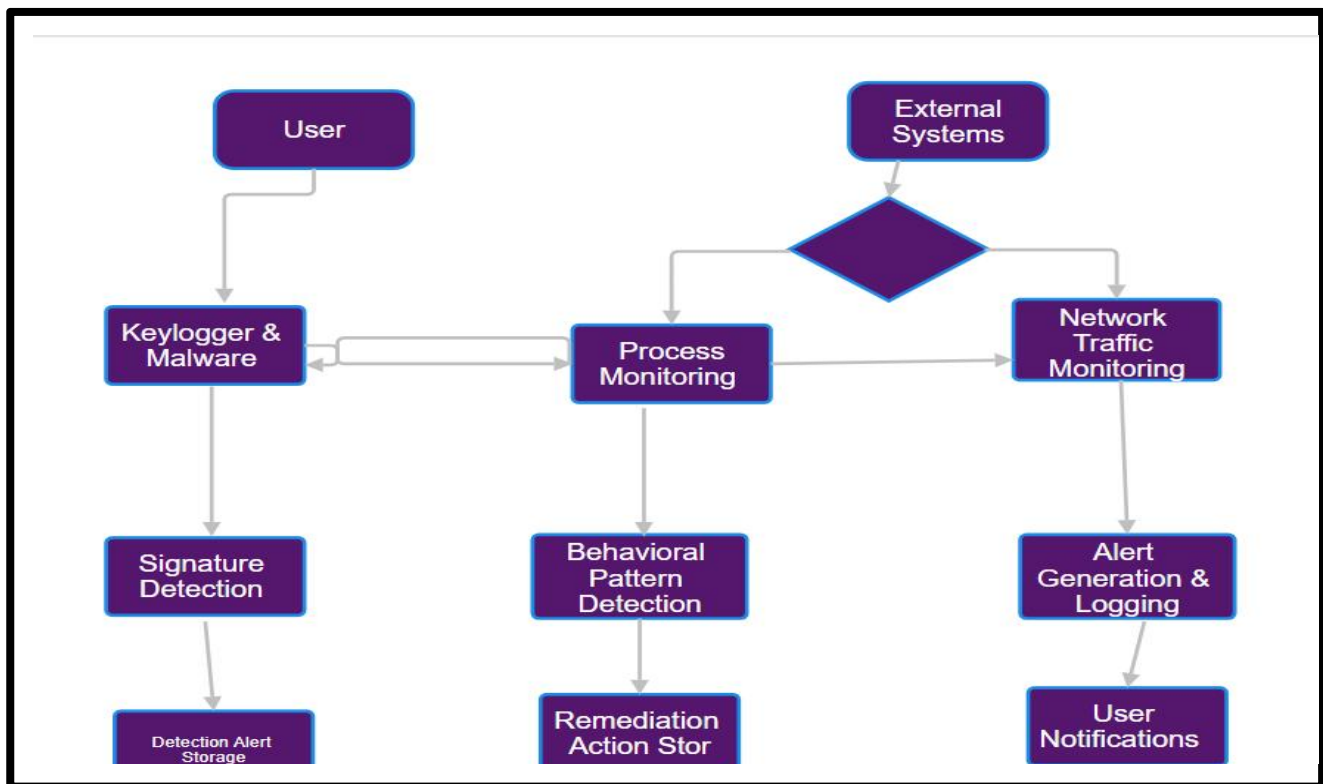 User
External
Systems
Keylogger &
Malware
Process
Monitoring
Network
Traffic
Monitoring
Signature
Detection
Behavioral
Pattern
Detection
Alert
Generation &
Logging
Detection Alert
Storage
Remediation
Action Stor
User
Notifications